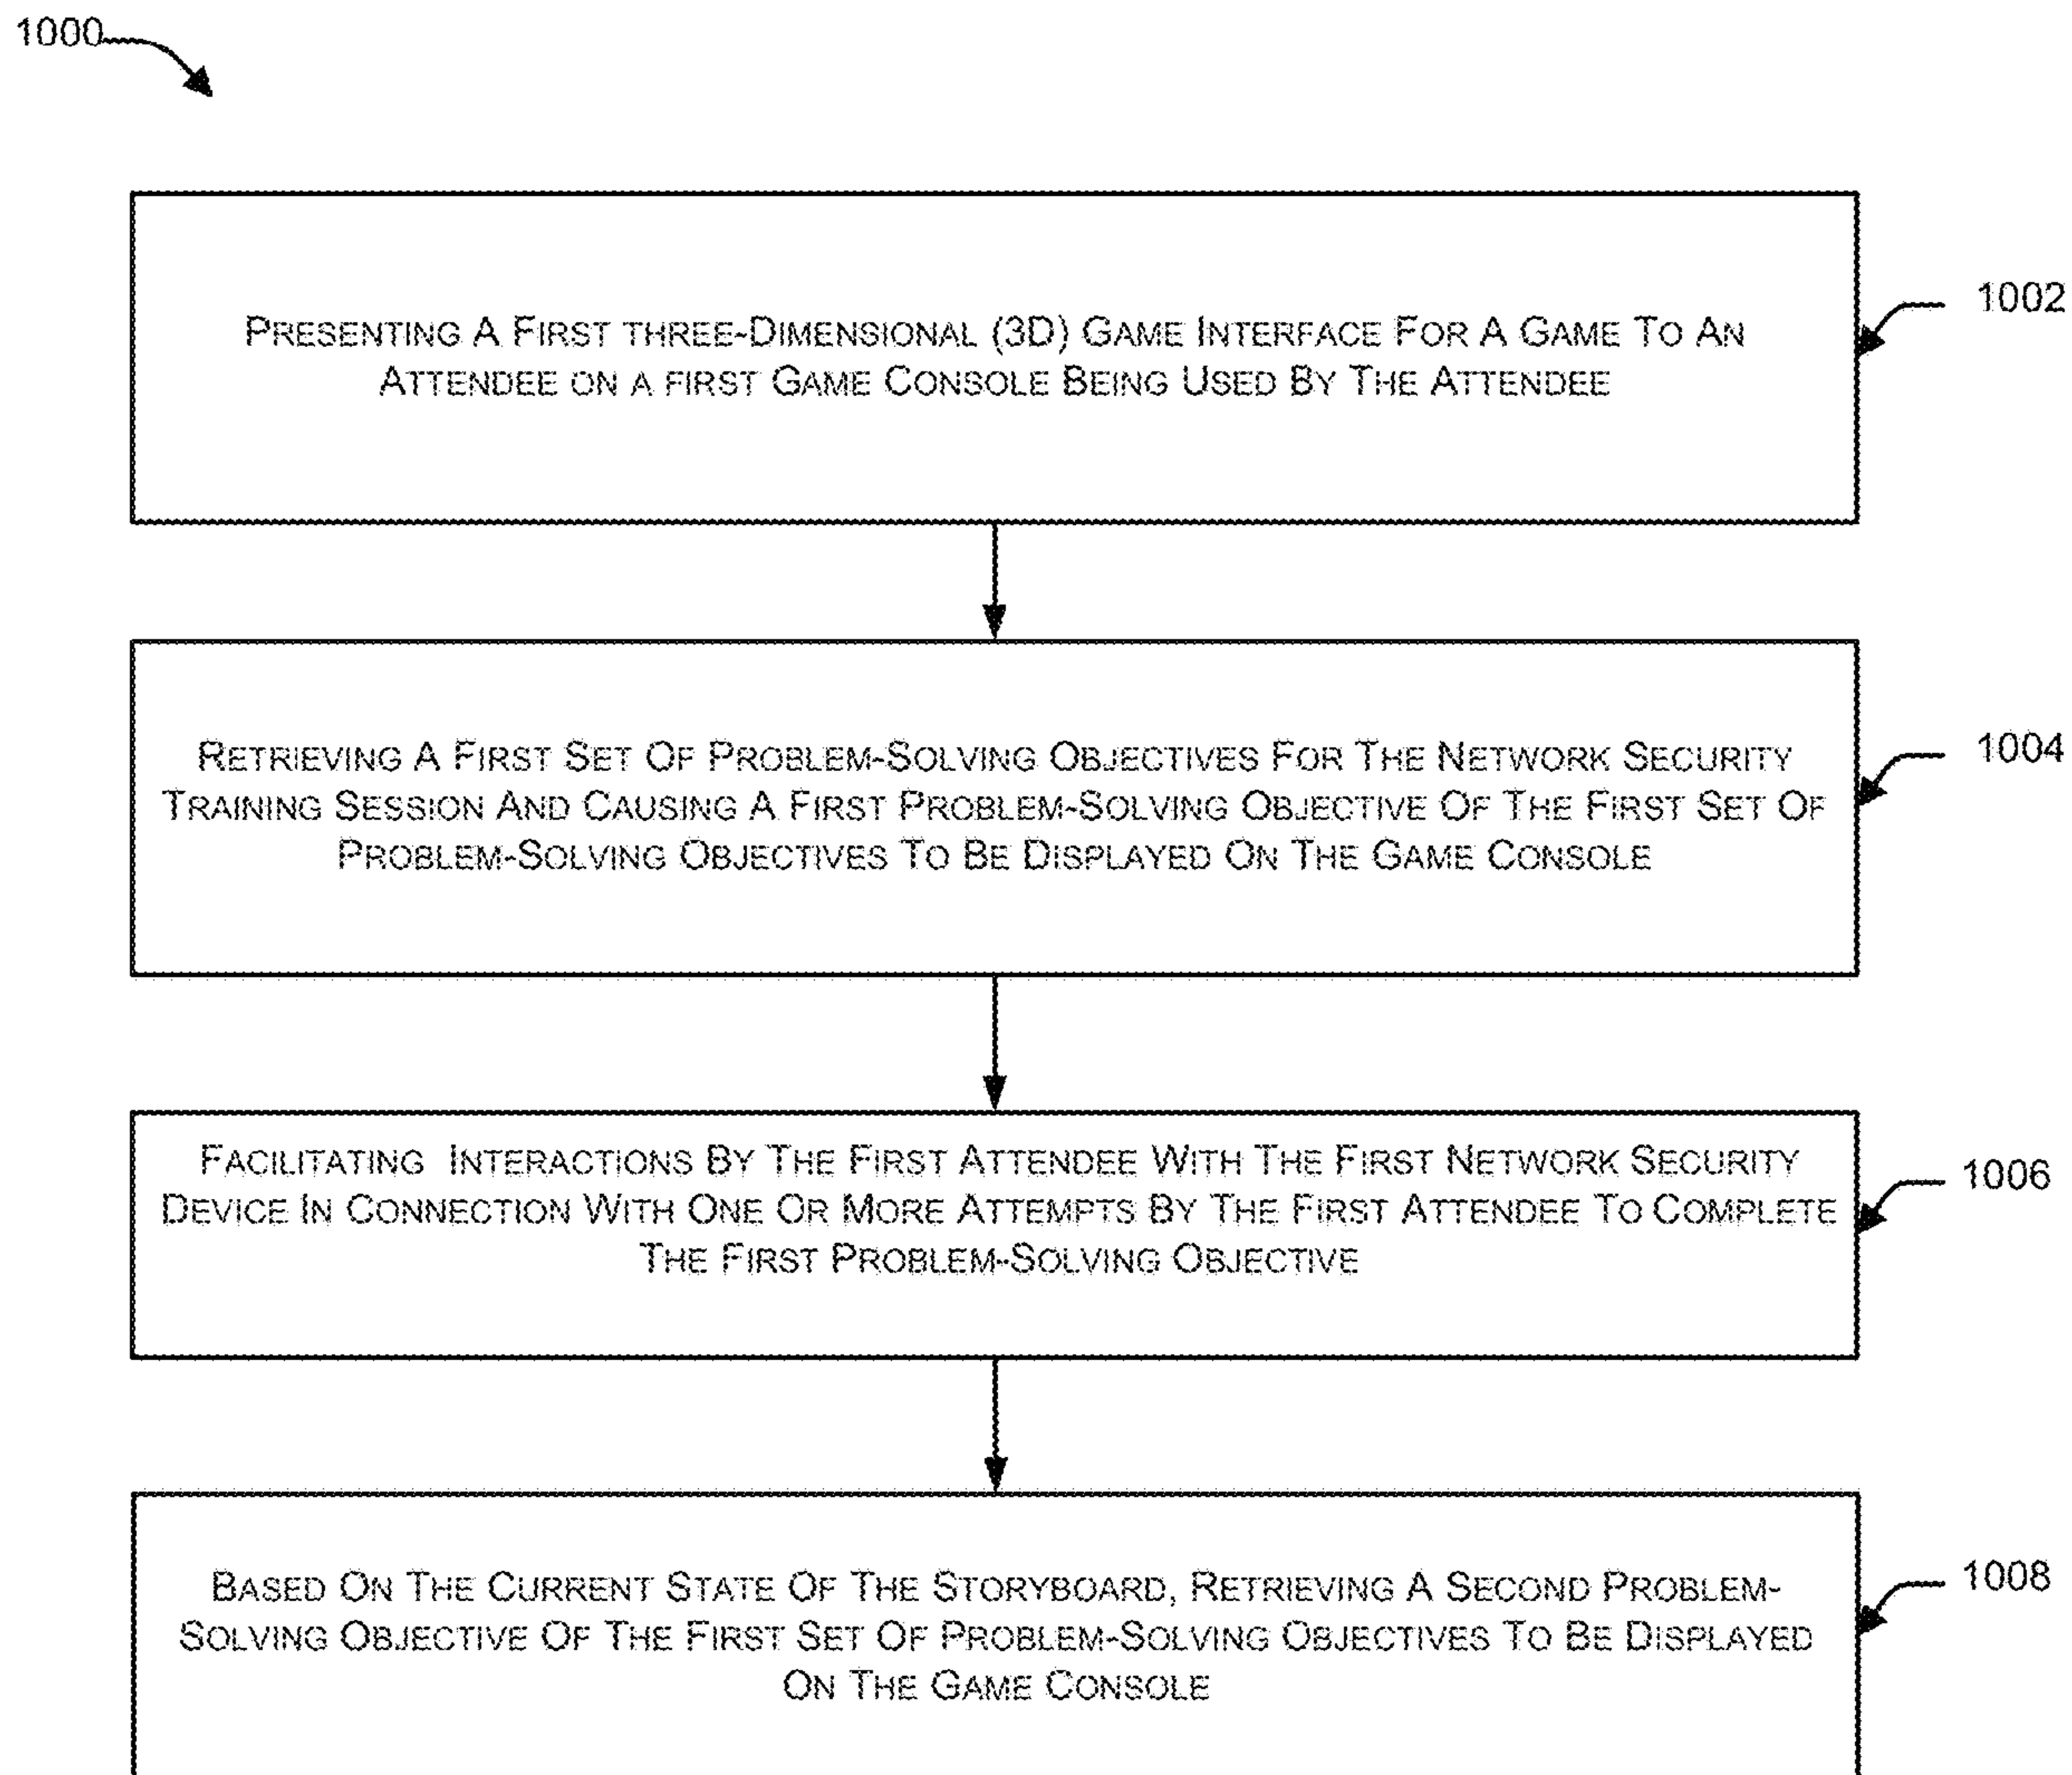 1000
PRESENTING A FIRST THREE-DIMENSIONAL (3D) GAME INTERFACE FOR A GAME TO AN
ATTENDEE ON A FIRST GAME CONSOLE BEING USED BY THE ATTENDEE
1002
RETRIEVING A FIRST SET OF PROBLEM-SOLVING OBJECTIVES FOR THE NETWORK SECURITY
TRAINING SESSION AND CAUSING A FIRST PROBLEM-SOLVING OBJECTIVE OF THE FIRST SET OF
PROBLEM-SOLVING OBJECTIVES TO BE DISPLAYED ON THE GAME CONSOLE
1004
FACILITATING INTERACTIONS BY THE FIRST ATTENDEE WITH THE FIRST NETWORK SECURITY
DEVICE IN CONNECTION WITH ONE OR MORE ATTEMPTS BY THE FIRST ATTENDEE TO COMPLETE
THE FIRST PROBLEM-SOLVING OBJECTIVE
1006
BASED ON THE CURRENT STATE OF THE STORYBOARD, RETRIEVING A SECOND PROBLEM-
SOLVING OBJECTIVE OF THE FIRST SET OF PROBLEM-SOLVING OBJECTIVES TO BE DISPLAYED
ON THE GAME CONSOLE
1008